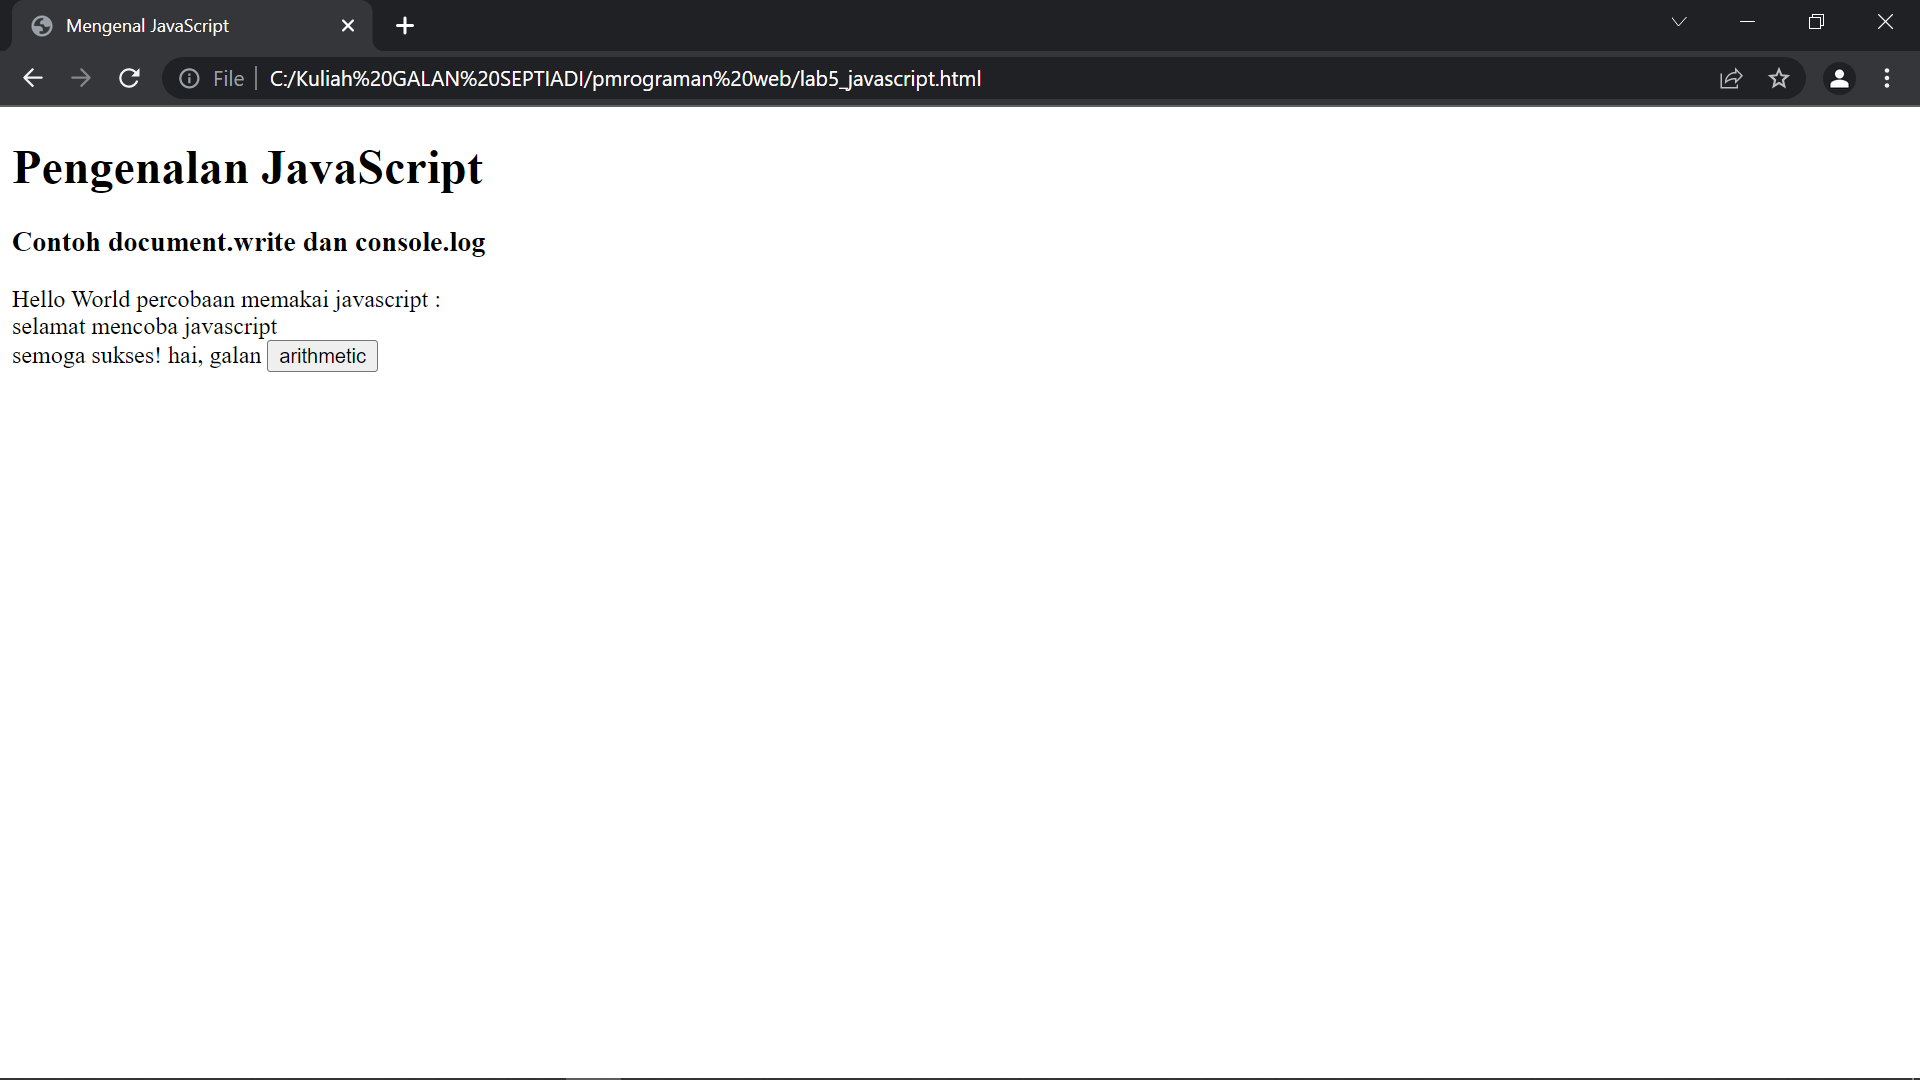 Mengenal JavaScript
File C:/Kuliah%20GALAN%20SEPTIADI/pmrograman%20web/lab5_javascript.html
Pengenalan JavaScript
Contoh document.write dan console.log
Hello World percobaan memakai javascript :
selamat mencoba javascript
semoga sukses! hai, galan arithmetic